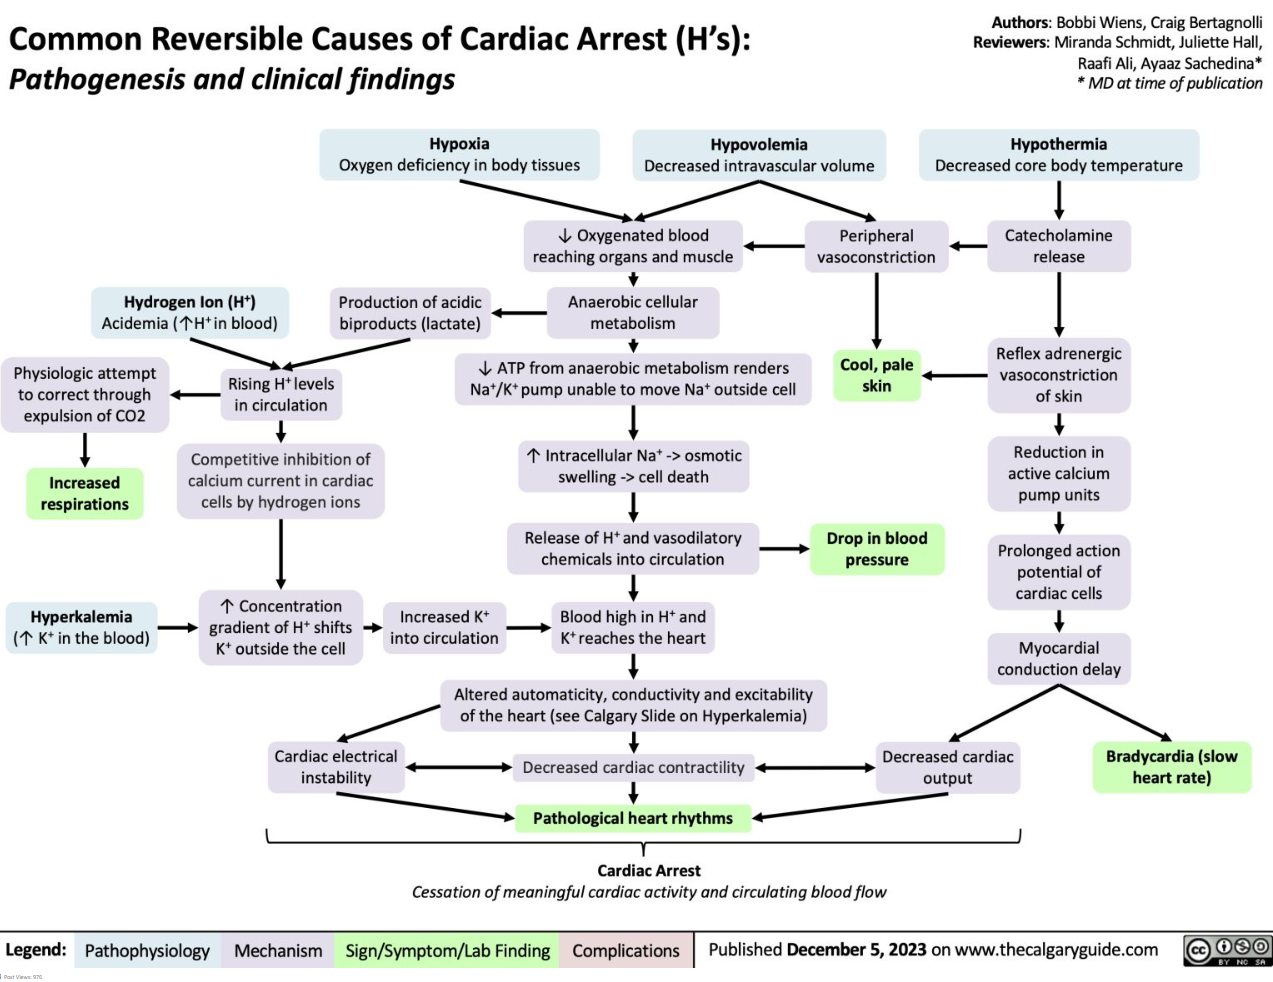 Common Reversible Causes of Cardiac Arrest (H's):
Pathogenesis and clinical findings
Authors: Bobbi Wiens, Craig Bertagnolli
Reviewers: Miranda Schmidt, Juliette Hall,
Raafi Ali, Ayaaz Sachedina*
* MD at time of publication
Hypoxia
Oxygen deficiency in body tissues
Hypovolemia
Decreased intravascular volume
Hypothermia
Decreased core body temperature
↓ Oxygenated blood
reaching organs and muscle
Peripheral
vasoconstriction
Catecholamine
release
Hydrogen Ion (H⁺)
Acidemia (↑H⁺ in blood)
Production of acidic
biproducts (lactate)
Anaerobic cellular
metabolism
Physiologic attempt
to correct through
expulsion of CO2
Rising H⁺ levels
in circulation
↓ ATP from anaerobic metabolism renders
Na⁺/K⁺ pump unable to move Na⁺ outside cell
Cool, pale
skin
Reflex adrenergic
vasoconstriction
of skin
Increased
respirations
Competitive inhibition of
calcium current in cardiac
cells by hydrogen ions
↑ Intracellular Na⁺ -> osmotic
swelling -> cell death
Reduction in
active calcium
pump units
Release of H⁺ and vasodilatory
chemicals into circulation
Drop in blood
pressure
Prolonged action
potential of
cardiac cells
Hyperkalemia
(↑ K⁺ in the blood)
↑ Concentration
gradient of H⁺ shifts
K⁺ outside the cell
Increased K⁺
into circulation
Blood high in H⁺ and
K⁺ reaches the heart
Myocardial
conduction delay
Altered automaticity, conductivity and excitability
of the heart (see Calgary Slide on Hyperkalemia)
Cardiac electrical
instability
Decreased cardiac contractility
Decreased cardiac
output
Bradycardia (slow
heart rate)
Pathological heart rhythms
Cardiac Arrest
Cessation of meaningful cardiac activity and circulating blood flow
Legend: Pathophysiology Mechanism Sign/Symptom/Lab Finding Complications Published December 5, 2023 on www.thecalgaryguide.com
cc BY NC SA
Post Views: 976